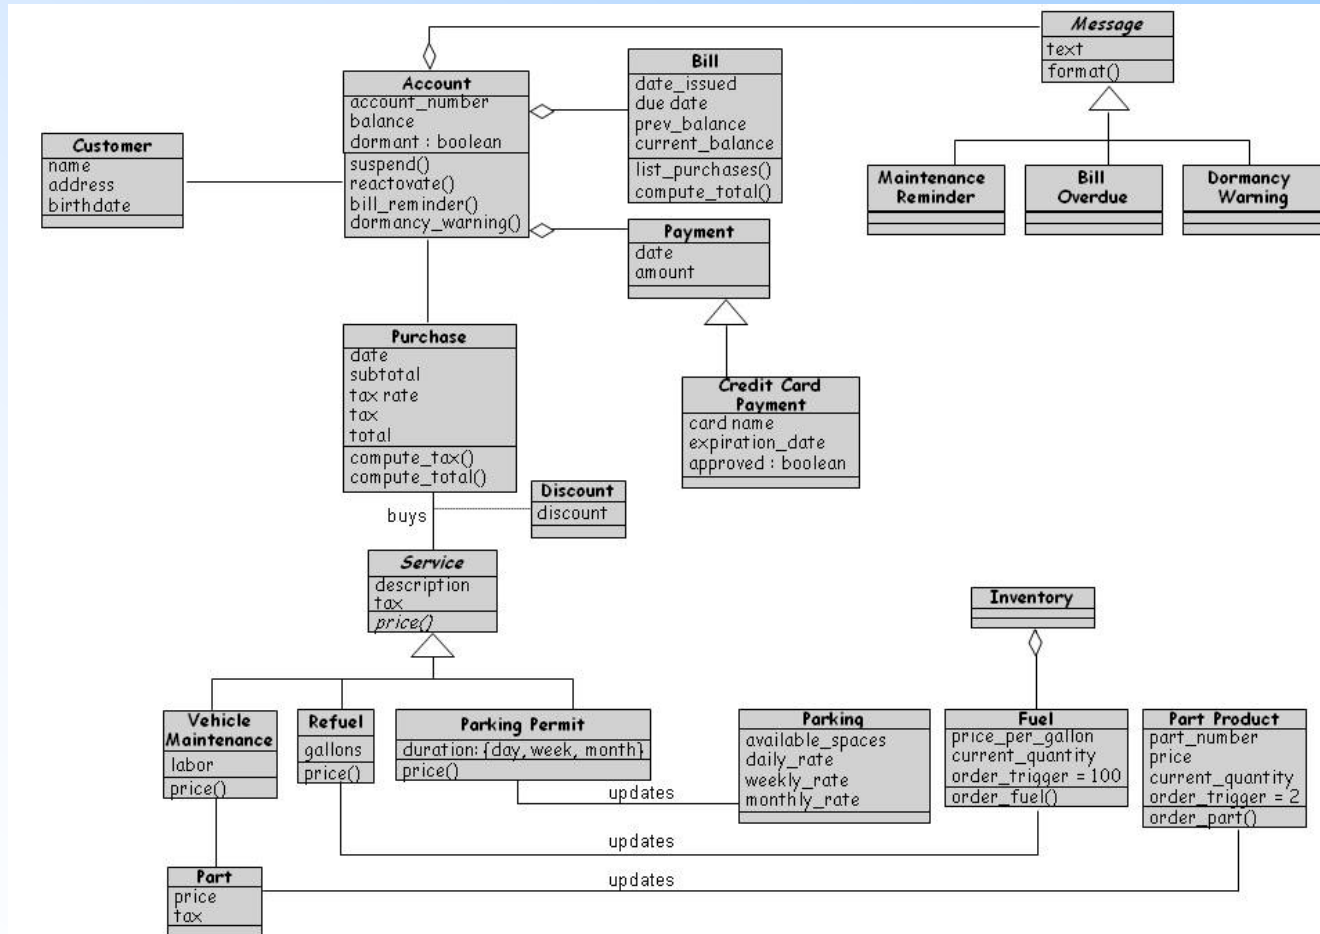 Message
text
format()
Account
account_number
balance
dormant : boolean
suspend()
reactovate()
bill_reminder()
dormancy_warning()
Bill
date_issued
due date
prev_balance
current_balance
list_purchases()
compute_total()
Customer
name
address
birthdate
Maintenance
Reminder
Bill
Overdue
Dormancy
Warning
Payment
date
amount
Purchase
date
subtotal
tax rate
tax
total
compute_tax()
compute_total()
Credit Card
Payment
card name
expiration_date
approved : boolean
Discount
discount
buys
Service
description
tax
price()
Inventory
Vehicle
Maintenance
labor
price()
Refuel
gallons
price()
Parking Permit
duration: {day, week, month}
price()
Parking
available_spaces
daily_rate
weekly_rate
monthly_rate
Fuel
price_per_gallon
current_quantity
order_trigger = 100
order_fuel()
Part Product
part_number
price
current_quantity
order_trigger = 2
order_part()
updates
updates
updates
Part
price
tax